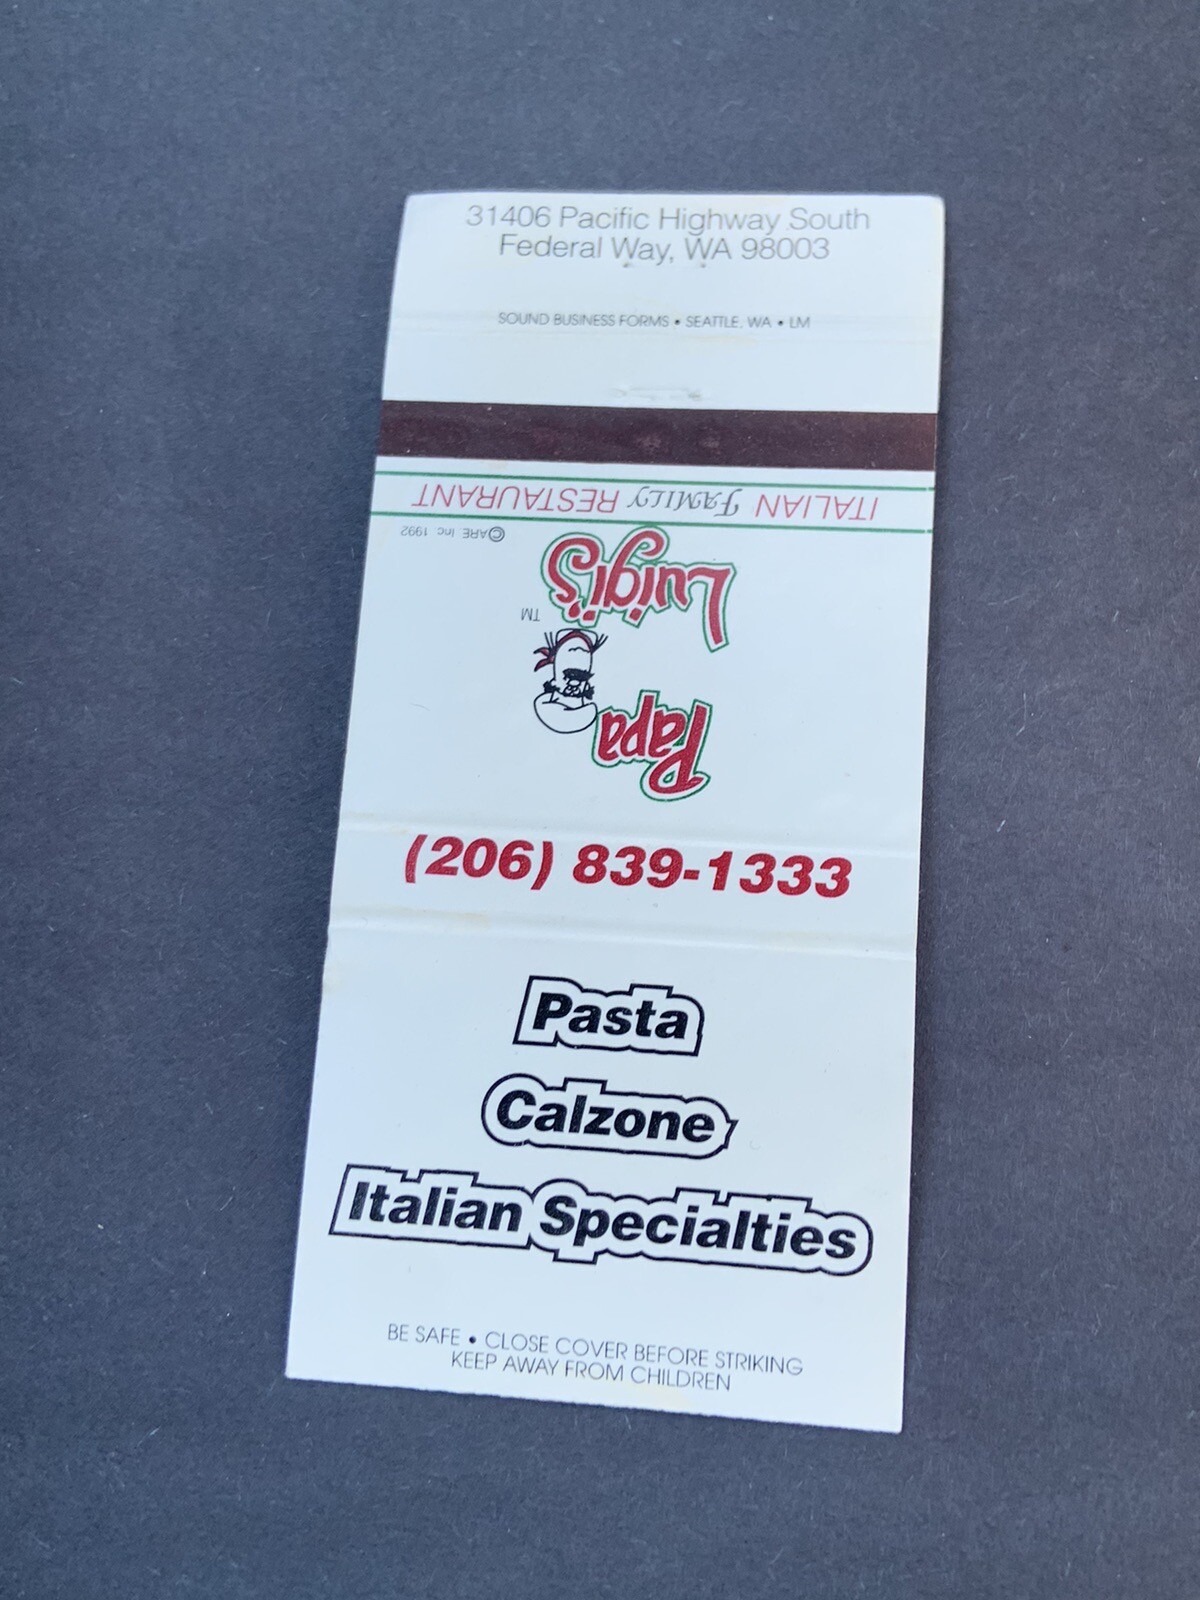 31406 Pacific Highway South
Federal Way, WA 98003
SOUND BUSINESS FORMS • SEATTLE, WA • LM
Papa
Luigi's
TM
©ARE Inc 1992
ITALIAN FAMILY RESTAURANT
(206) 839-1333
Pasta
Calzone
Italian Specialties
BE SAFE • CLOSE COVER BEFORE STRIKING
KEEP AWAY FROM CHILDREN